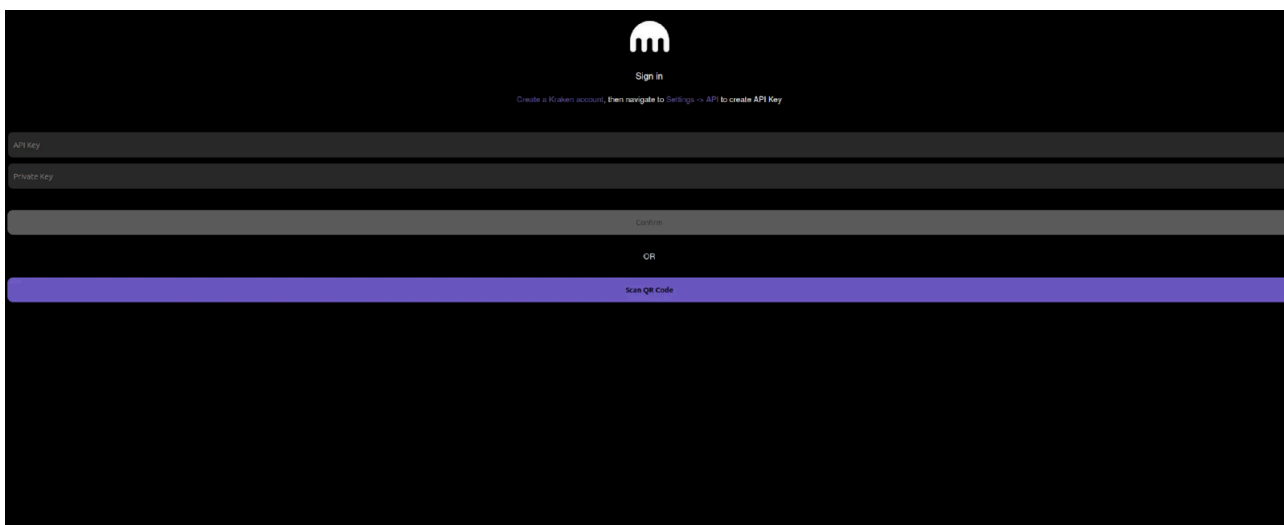 Sign in
Create a Kraken account, then navigate to Settings -> API to create API Key
API Key
Private Key
Confirm
OR
Scan QR Code